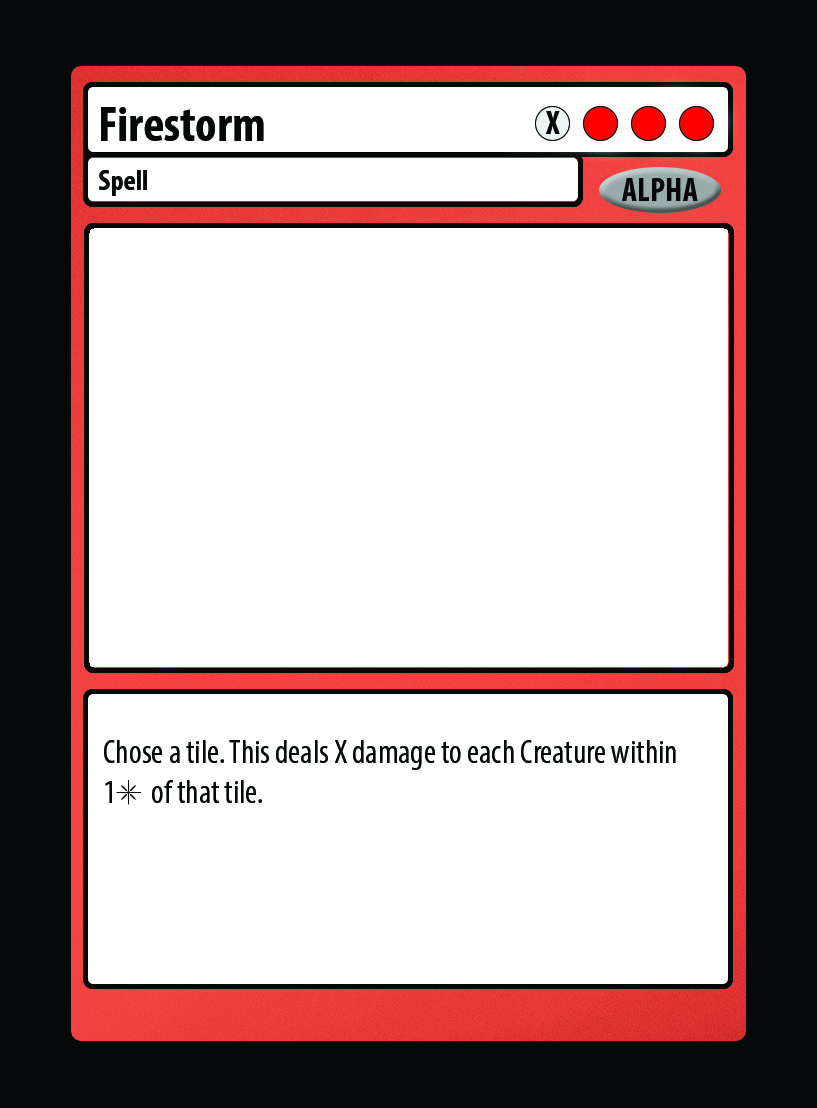 Firestorm X
Spell
ALPHA
Chose a tile. This deals X damage to each Creature within
1✳ of that tile.